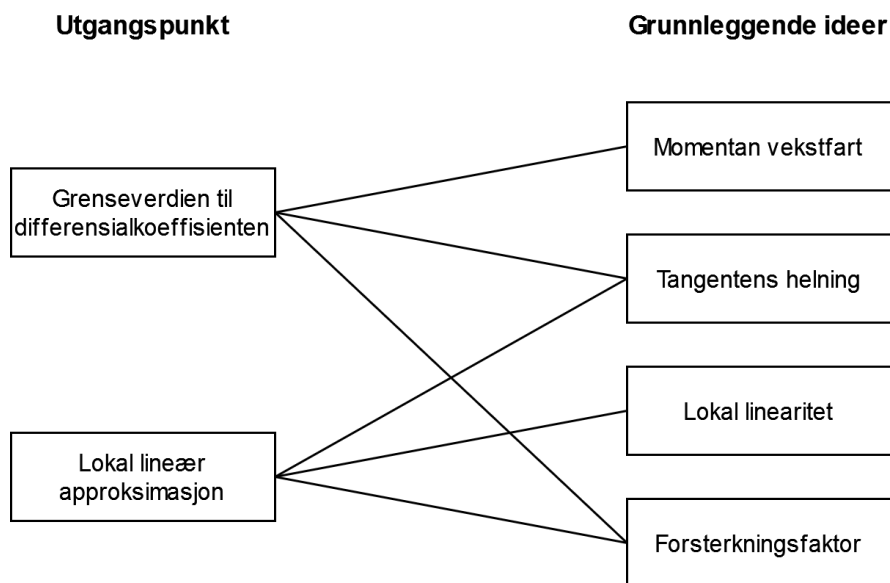 Utgangspunkt
Grunnleggende ideer
Grenseverdien til
differensialkoeffisienten
Lokal lineær
approksimasjon
Momentan vekstfart
Tangentens helning
Lokal linearitet
Forsterkningsfaktor